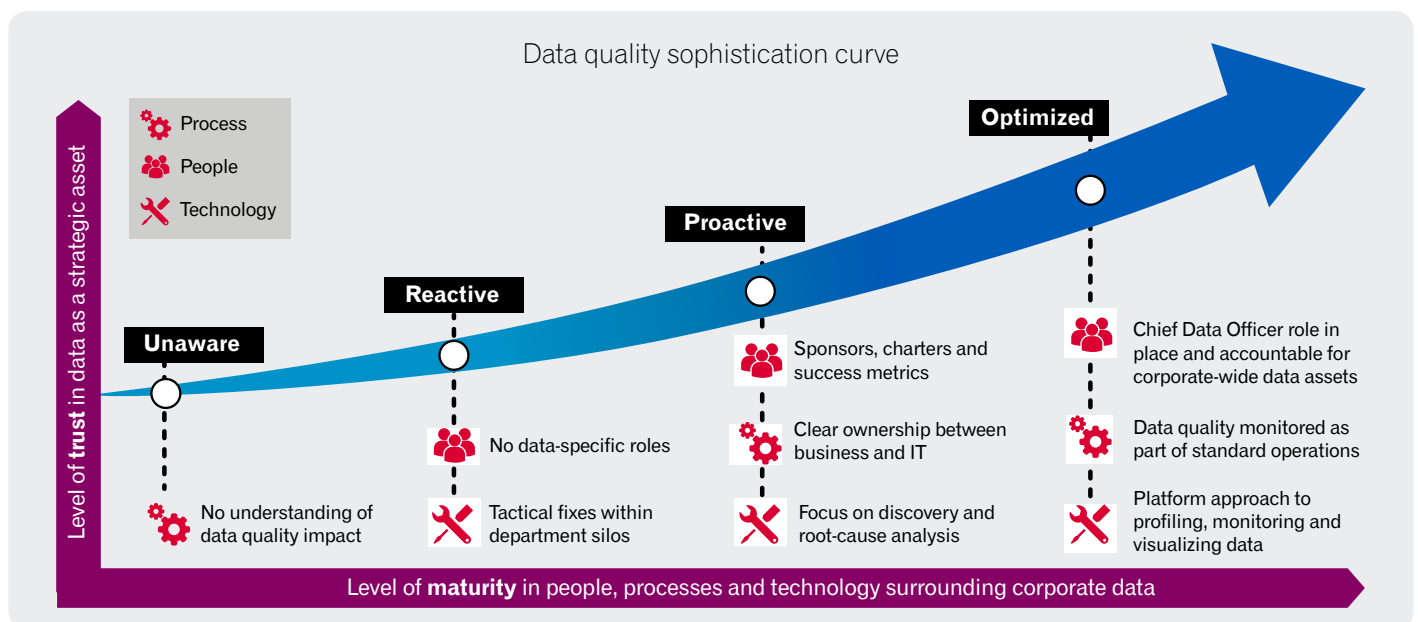 Data quality sophistication curve
Process
People
Technology
Level of trust in data as a strategic asset
Unaware
No understanding of
data quality impact
Reactive
No data-specific roles
Tactical fixes within
department silos
Proactive
Sponsors, charters and
success metrics
Clear ownership between
business and IT
Focus on discovery and
root-cause analysis
Optimized
Chief Data Officer role in
place and accountable for
corporate-wide data assets
Data quality monitored as
part of standard operations
Platform approach to
profiling, monitoring and
visualizing data
Level of maturity in people, processes and technology surrounding corporate data